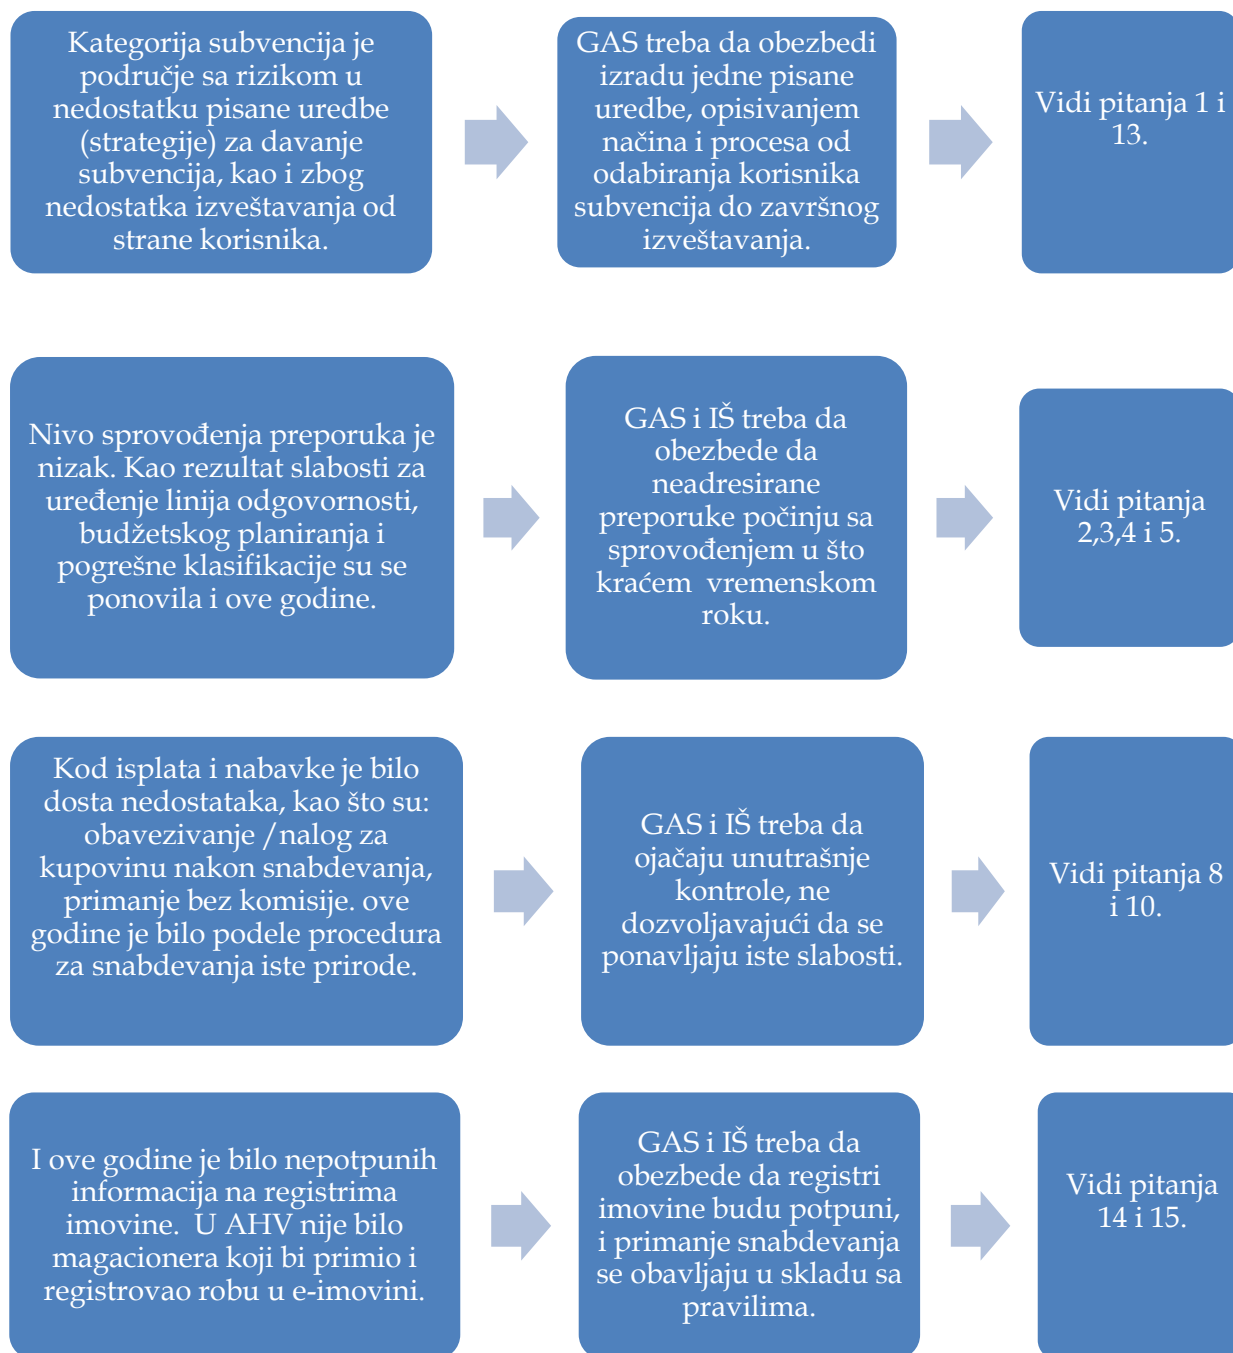 Kategorija subvencija je
područje sa rizikom u
nedostatku pisane uredbe
(strategije) za davanje
subvencija, kao i zbog
nedostatka izveštavanja od
strane korisnika.
GAS treba da obezbedi
izradu jedne pisane
uredbe, opisivanjem
načina i procesa od
odabiranja korisnika
subvencija do završnog
izveštavanja.
Vidi pitanja 1 i
13.
Nivo sprovođenja preporuka je
nizak. Kao rezultat slabosti za
uređenje linija odgovornosti,
budžetskog planiranja i
pogrešne klasifikacije su se
ponovila i ove godine.
GAS i IŠ treba da
obezbede da
neadresirane
preporuke počinju sa
sprovođenjem u što
kraćem  vremenskom
roku.
Vidi pitanja
2,3,4 i 5.
Kod isplata i nabavke je bilo
dosta nedostataka, kao što su:
obavezivanje /nalog za
kupovinu nakon snabdevanja,
primanje bez komisije. ove
godine je bilo podele procedura
za snabdevanja iste prirode.
GAS i IŠ treba da
ojačaju unutrašnje
kontrole, ne
dozvoljavajući da se
ponavljaju iste slabosti.
Vidi pitanja 8
i 10.
I ove godine je bilo nepotpunih
informacija na registrima
imovine.  U AHV nije bilo
magacionera koji bi primio i
registrovao robu u e-imovini.
GAS i IŠ treba da
obezbede da registri
imovine budu potpuni,
i primanje snabdevanja
se obavljaju u skladu sa
pravilima.
Vidi pitanja
14 i 15.